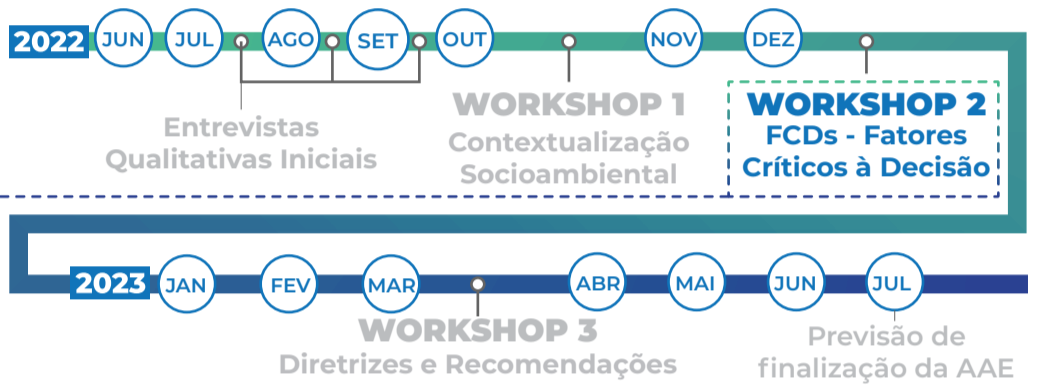 2022 JUN JUL AGO SET OUT NOV DEZ
Entrevistas
Qualitativas Iniciais
WORKSHOP 1
Contextualização
Socioambiental
WORKSHOP 2
FCDs - Fatores
Críticos à Decisão
2023 JAN FEV MAR ABR MAI JUN JUL
WORKSHOP 3
Diretrizes e Recomendações
Previsão de
finalização da AAE